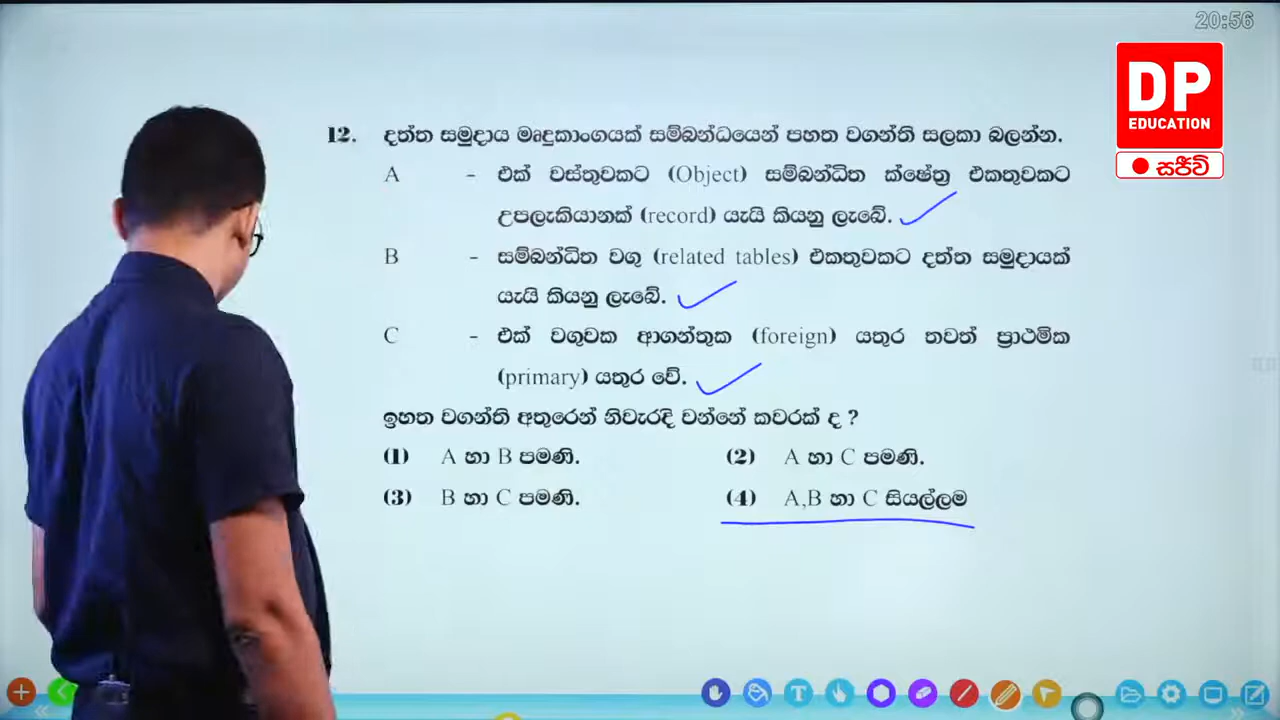 20:56
DP
EDUCATION
සජීවී
12. දත්ත සමුදාය මෘදුකාංගයක් සම්බන්ධයෙන් පහත වගන්ති සලකා බලන්න.
A - එක් වස්තුවකට (Object) සම්බන්ධිත ක්ෂේත්‍ර එකතුවකට
උපලැකියානක් (record) යැයි කියනු ලැබේ.
B - සම්බන්ධිත වගු (related tables) එකතුවකට දත්ත සමුදායක්
යැයි කියනු ලැබේ.
C - එක් වගුවක ආගන්තුක (foreign) යතුර තවත් ප්‍රාථමික
(primary) යතුර වේ.
ඉහත වගන්ති අතුරෙන් නිවැරදි වන්නේ කවරක් ද ?
(1) A හා B පමණි. (2) A හා C පමණි.
(3) B හා C පමණි. (4) A,B හා C සියල්ලම